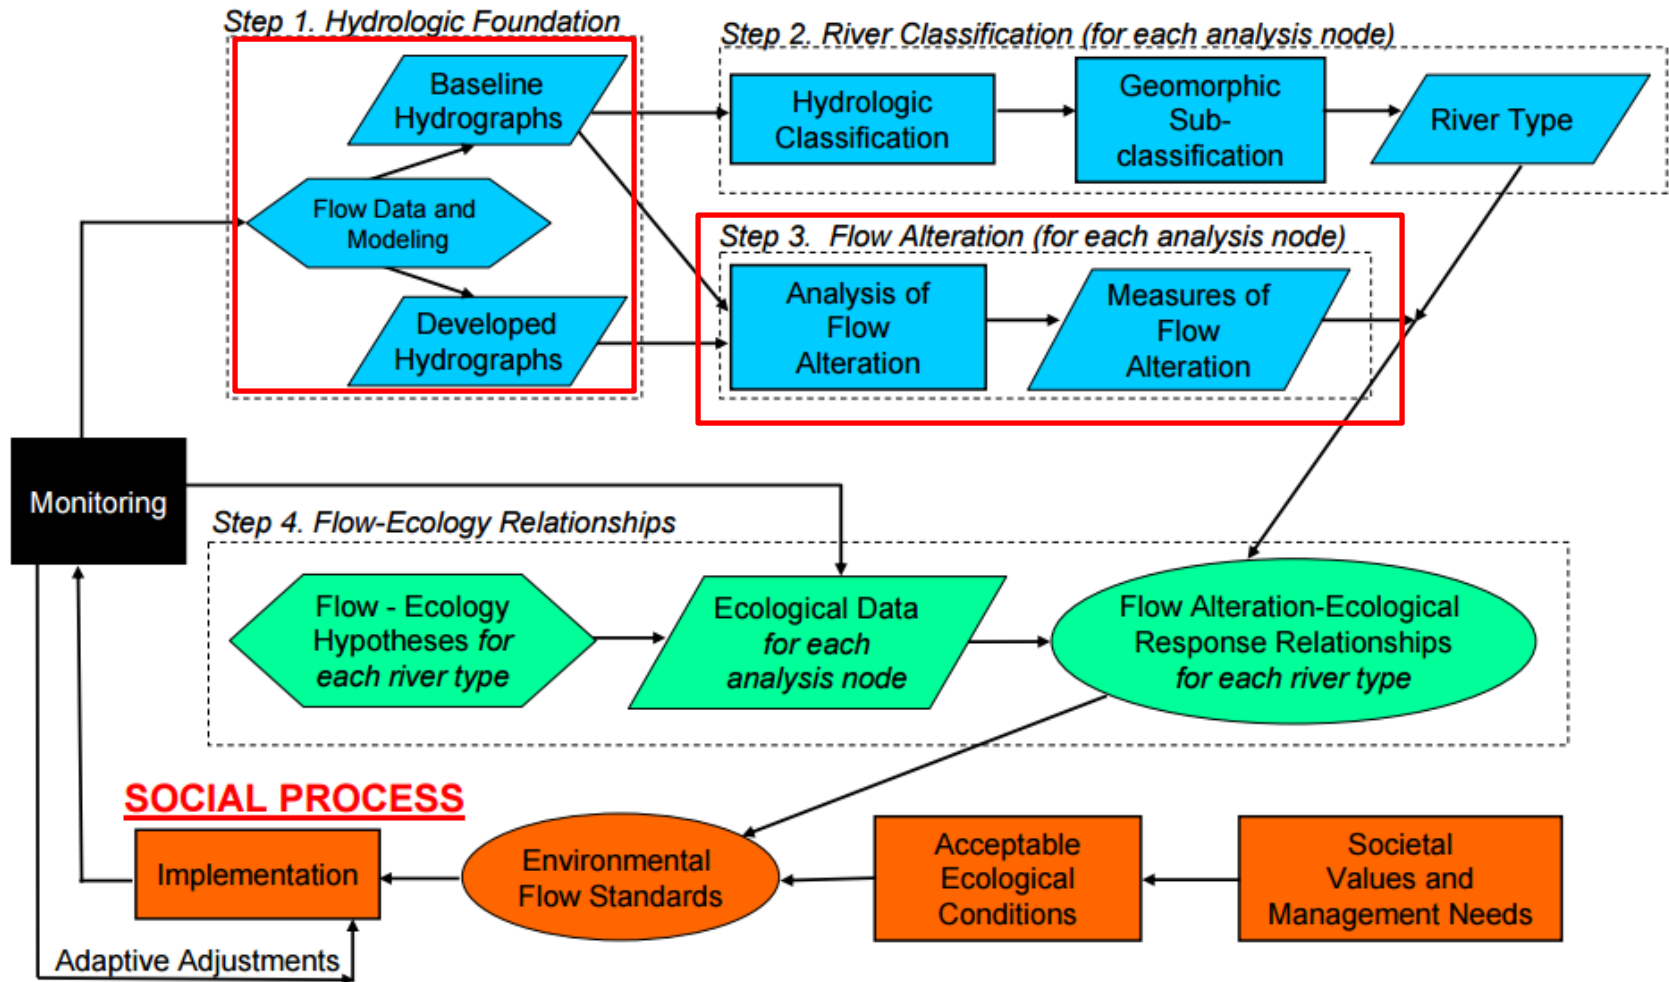 Step 1. Hydrologic Foundation
Baseline
Hydrographs
Flow Data and
Modeling
Developed
Hydrographs
Step 2. River Classification (for each analysis node)
Hydrologic
Classification
Geomorphic
Sub-
classification
River Type
Step 3. Flow Alteration (for each analysis node)
Analysis of
Flow
Alteration
Measures of
Flow
Alteration
Monitoring
Step 4. Flow-Ecology Relationships
Flow - Ecology
Hypotheses for
each river type
Ecological Data
for each
analysis node
Flow Alteration-Ecological
Response Relationships
for each river type
SOCIAL PROCESS
Implementation
Environmental
Flow Standards
Acceptable
Ecological
Conditions
Societal
Values and
Management Needs
Adaptive Adjustments